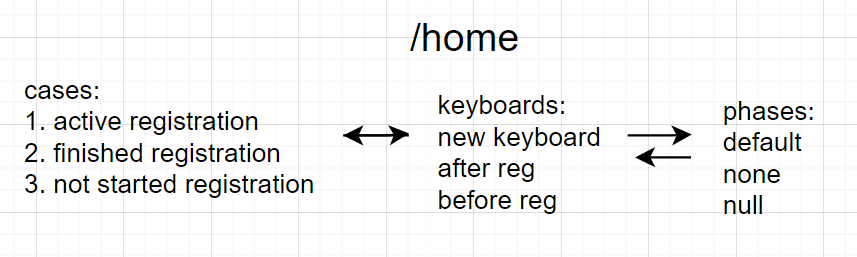 /home
cases:
1. active registration
2. finished registration
3. not started registration
keyboards:
new keyboard
after reg
before reg
phases:
default
none
null